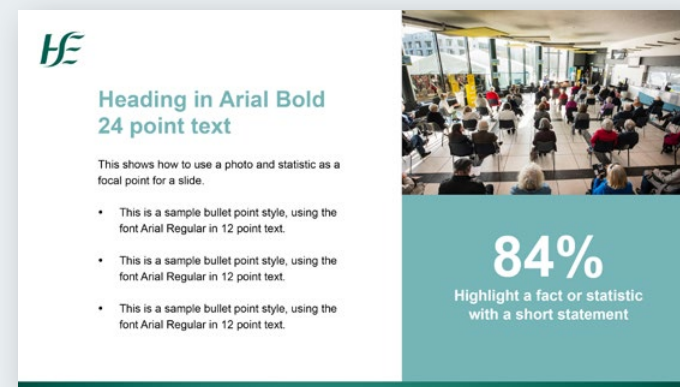 HSE
Heading in Arial Bold
24 point text
This shows how to use a photo and statistic as a
focal point for a slide.
• This is a sample bullet point style, using the
font Arial Regular in 12 point text.
• This is a sample bullet point style, using the
font Arial Regular in 12 point text.
• This is a sample bullet point style, using the
font Arial Regular in 12 point text.
84%
Highlight a fact or statistic
with a short statement